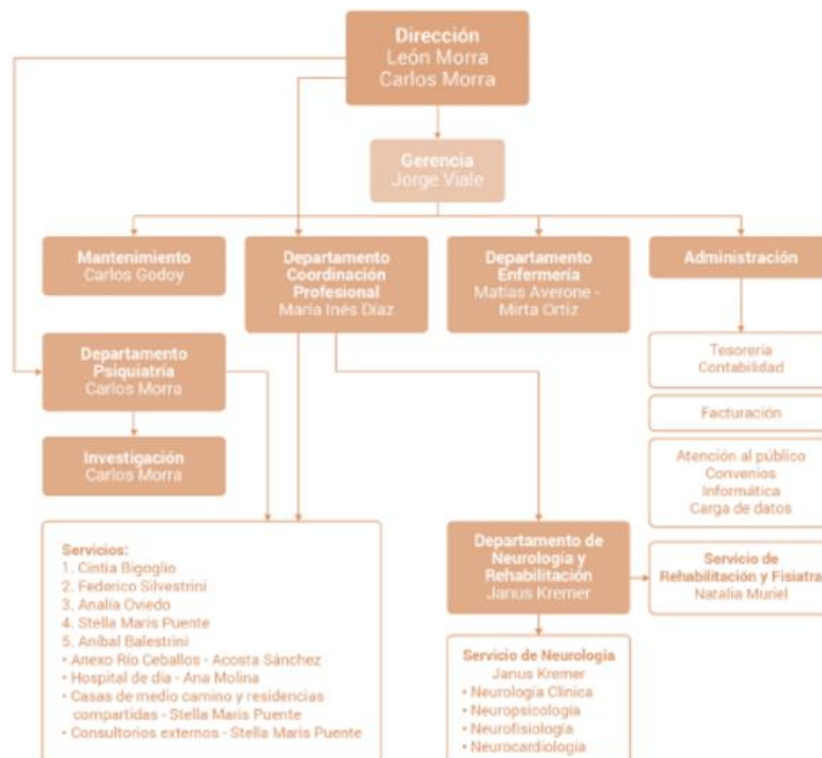 Dirección
León Morra
Carlos Morra
Gerencia
Jorge Viale
Mantenimiento
Carlos Godoy
Departamento
Coordinación
Profesional
María Inés Díaz
Departamento
Enfermería
Matías Averone -
Mirta Ortiz
Administración
Departamento
Psiquiatría
Carlos Morra
Tesorería
Contabilidad
Facturación
Investigación
Carlos Morra
Atención al público
Convenios
Informática
Carga de datos
Servicios:
1. Cintia Bigoglio
2. Federico Silvestrini
3. Analía Oviedo
4. Stella Maris Puente
5. Aníbal Balestrini
• Anexo Río Ceballos - Acosta Sánchez
• Hospital de día - Ana Molina
• Casas de medio camino y residencias
compartidas - Stella Maris Puente
• Consultorios externos - Stella Maris Puente
Departamento de
Neurología y
Rehabilitación
Janus Kremer
Servicio de
Rehabilitación y Fisiatra
Natalia Muriel
Servicio de Neurología
Janus Kremer
• Neurología Clínica
• Neuropsicología
• Neurofisiología
• Neurocardiología